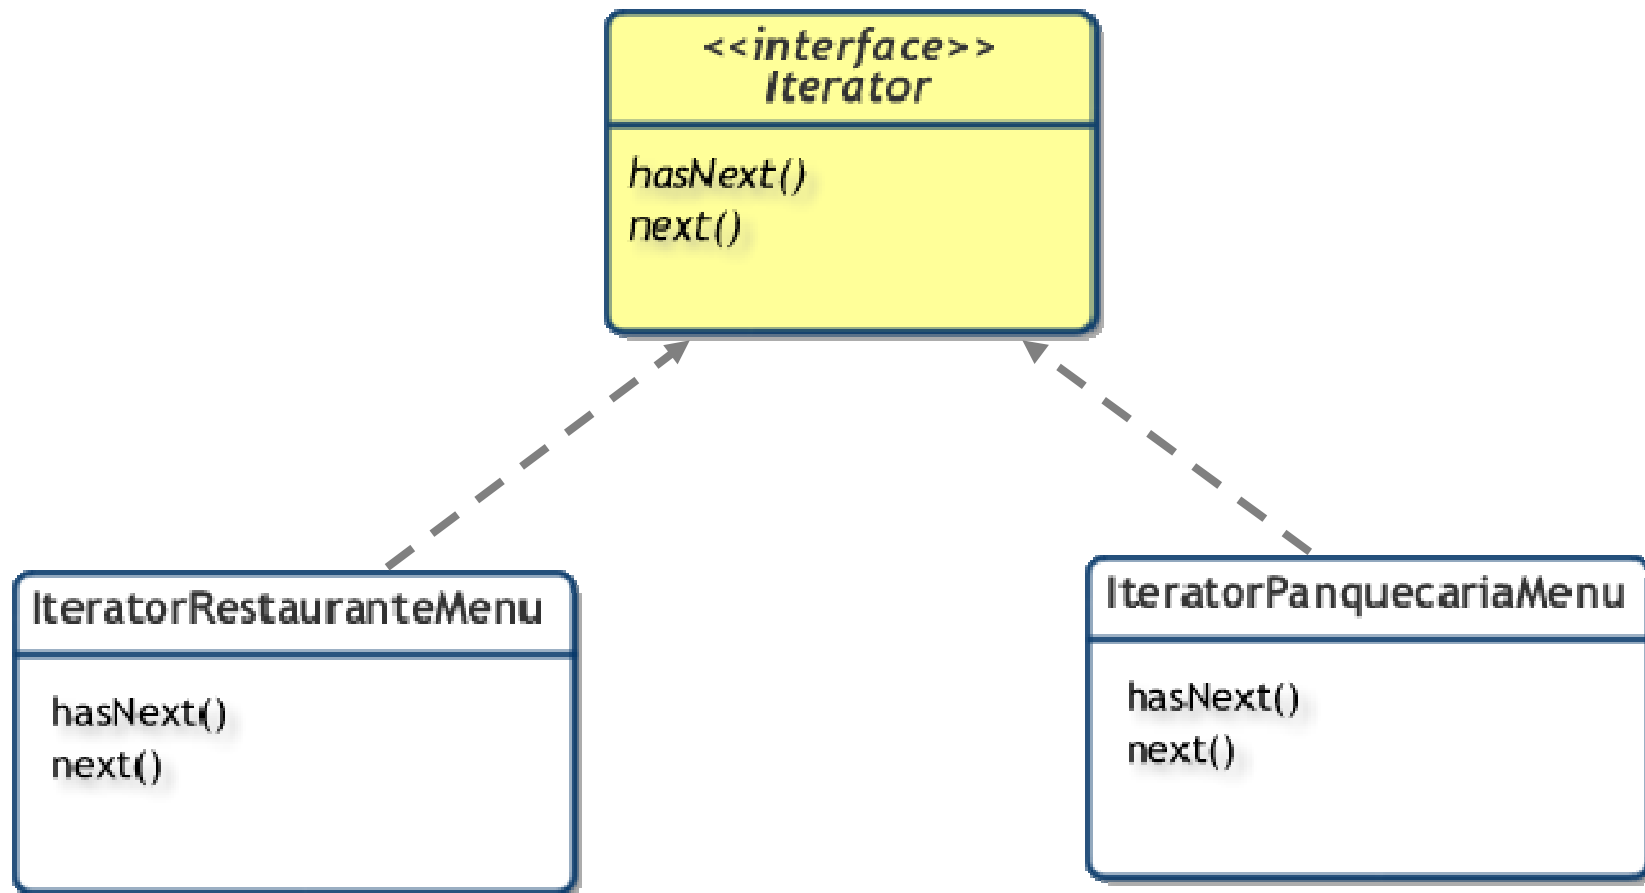 <<interface>>
Iterator
hasNext()
next()
IteratorRestauranteMenu
hasNext()
next()
IteratorPanquecariaMenu
hasNext()
next()